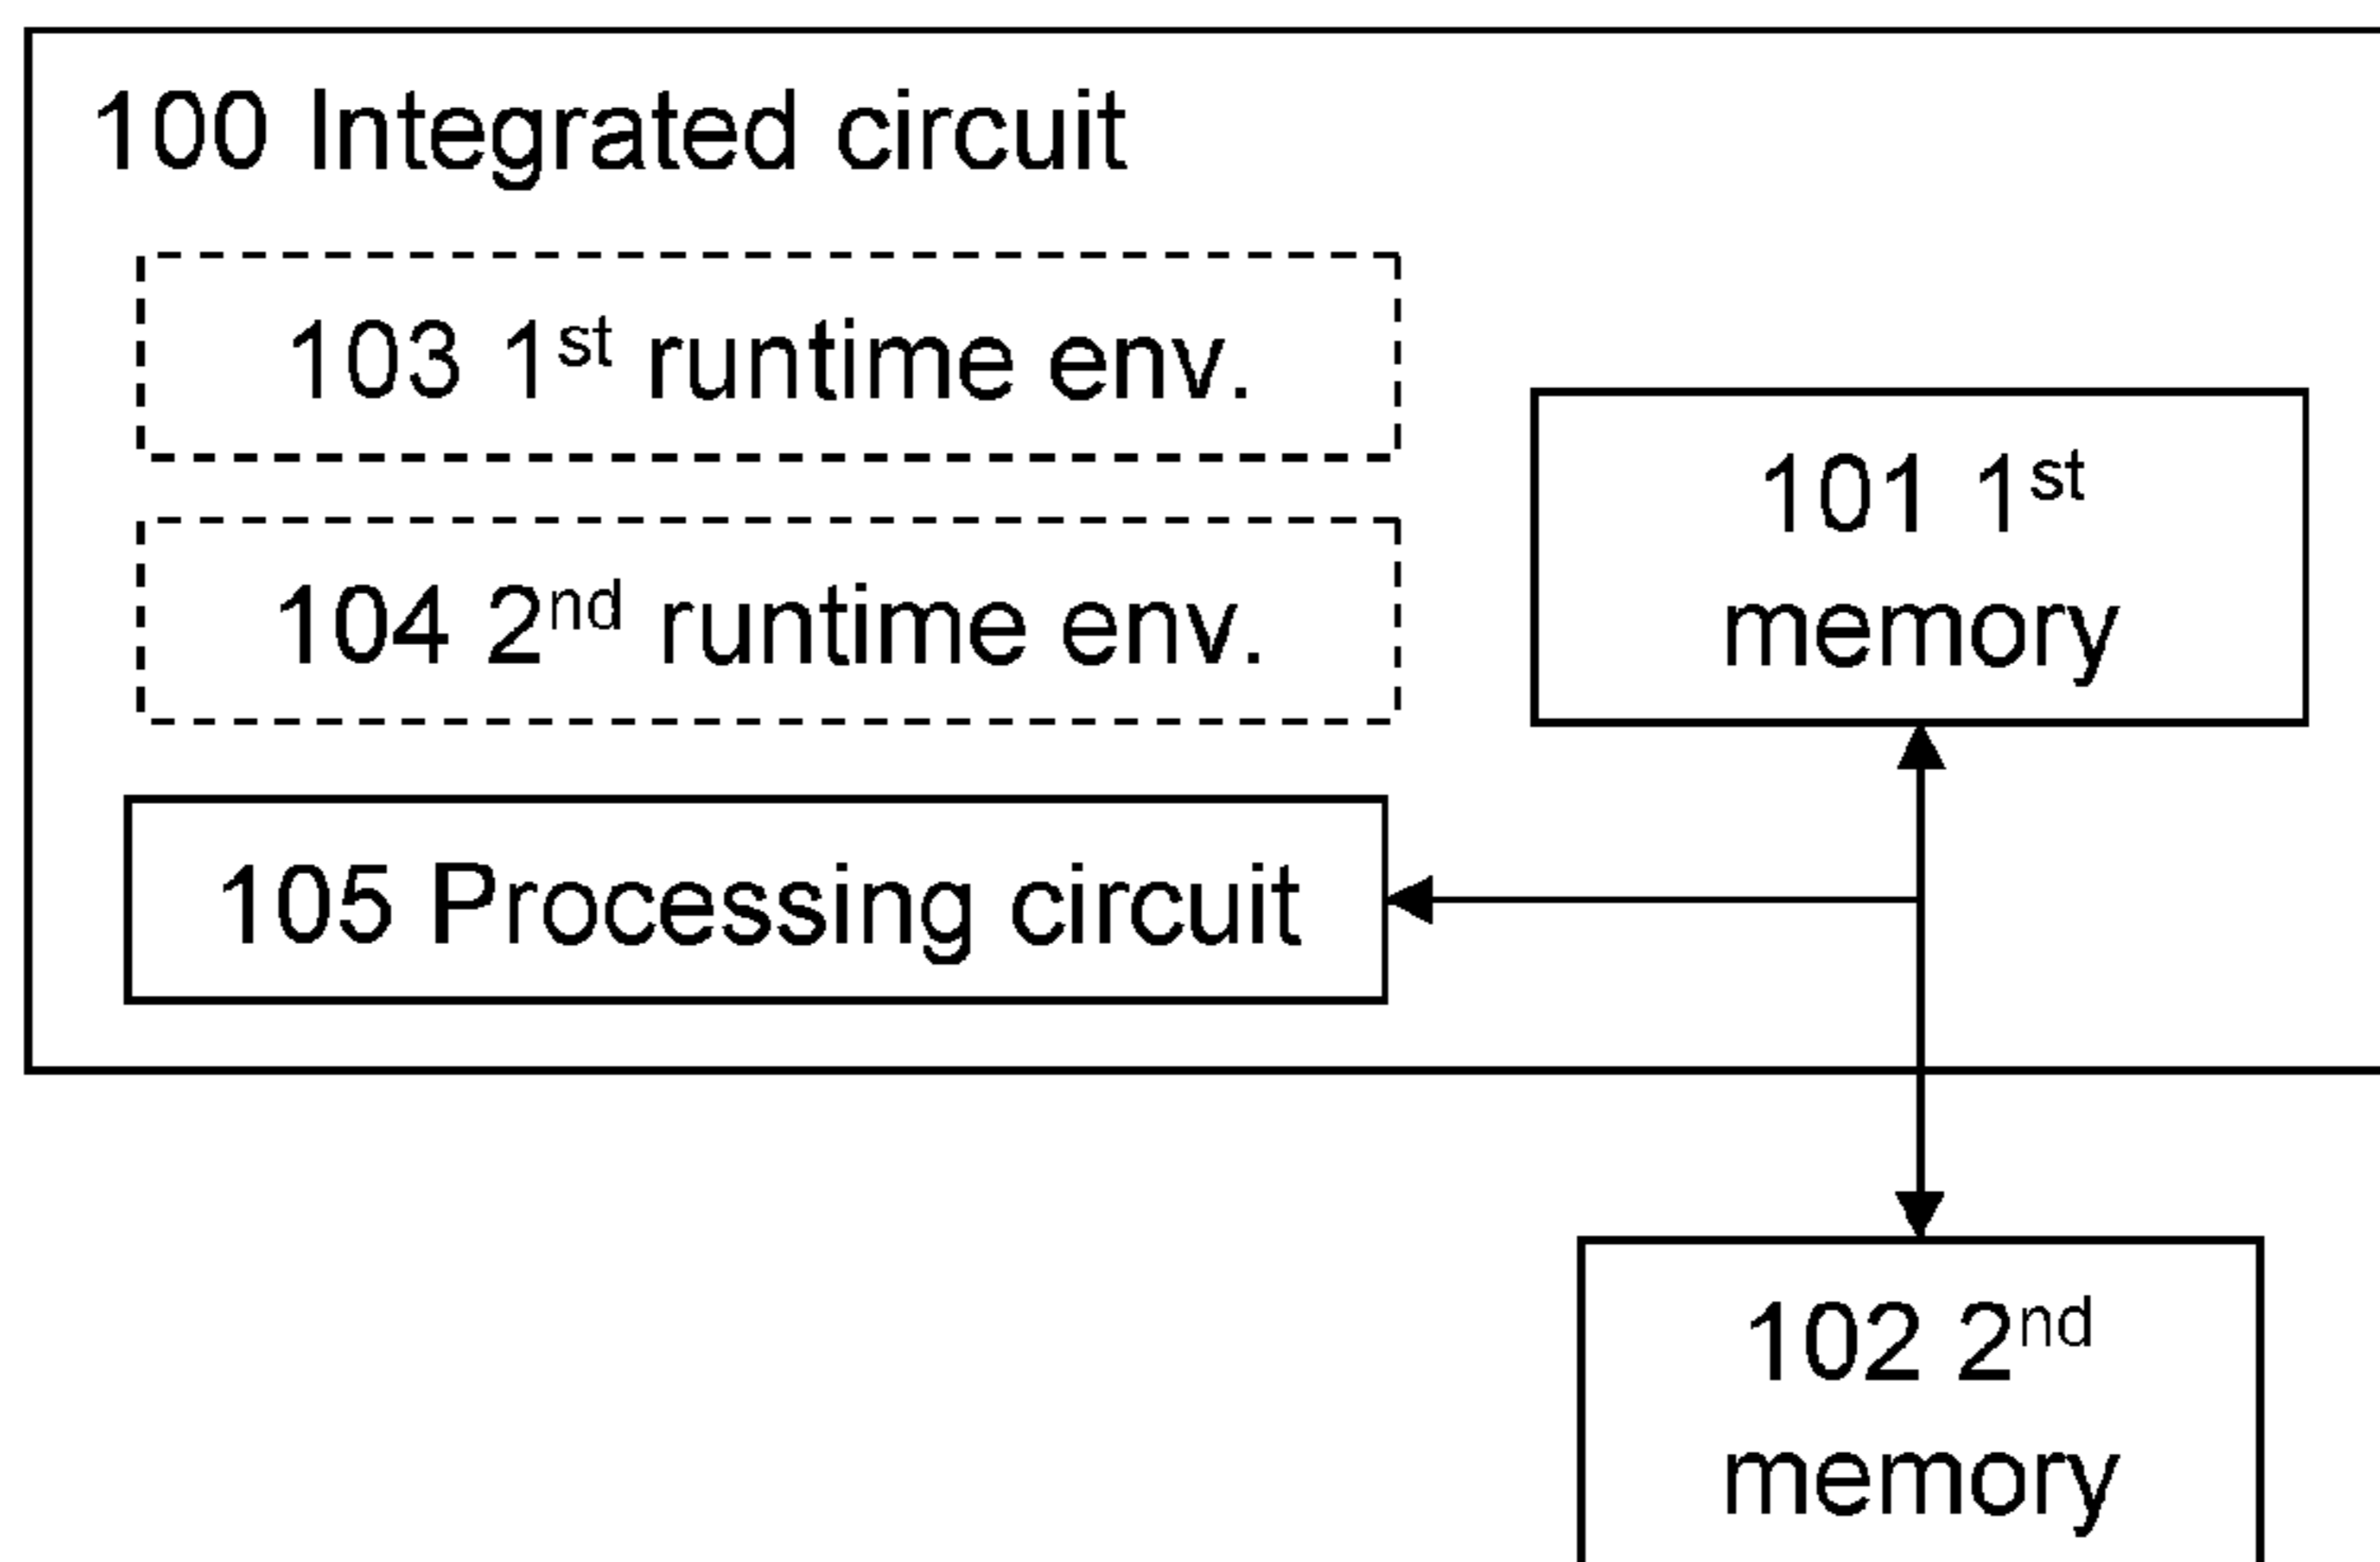 100 Integrated circuit
103 1st runtime env.
104 2nd runtime env.
101 1st
memory
105 Processing circuit
102 2nd
memory